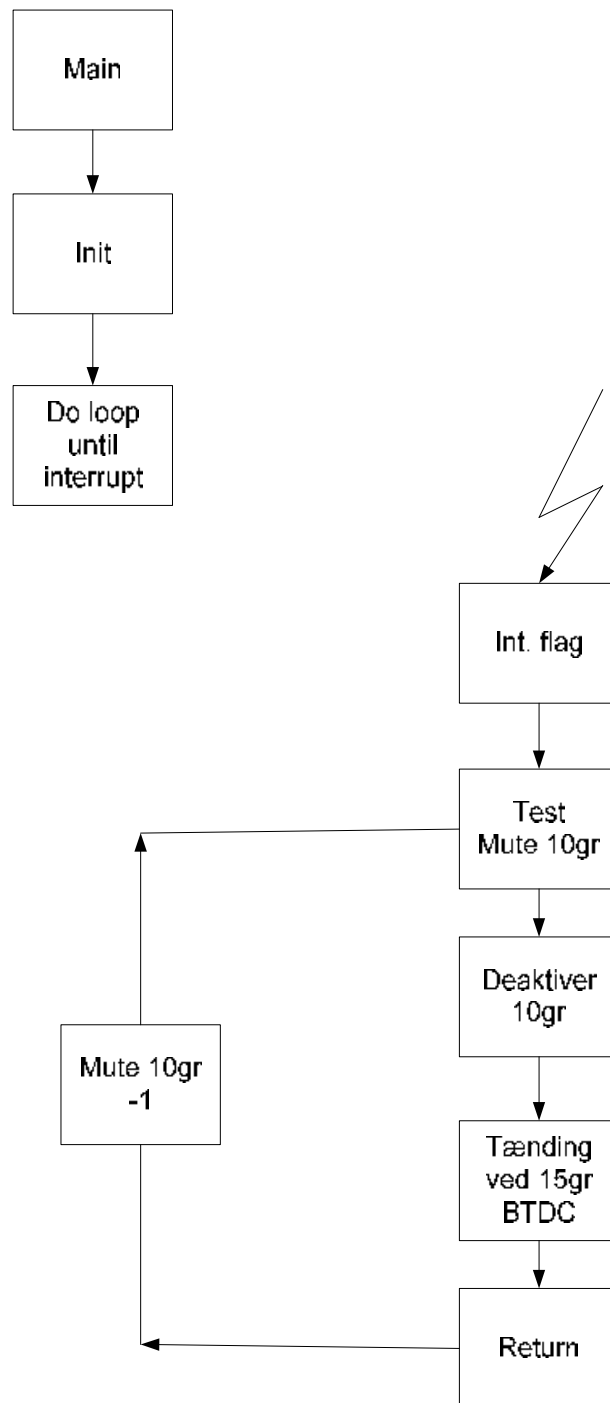 Main
Init
Do loop
until
interrupt
Int. flag
Test
Mute 10gr
Deaktiver
10gr
Mute 10gr
-1
Tænding
ved 15gr
BTDC
Return